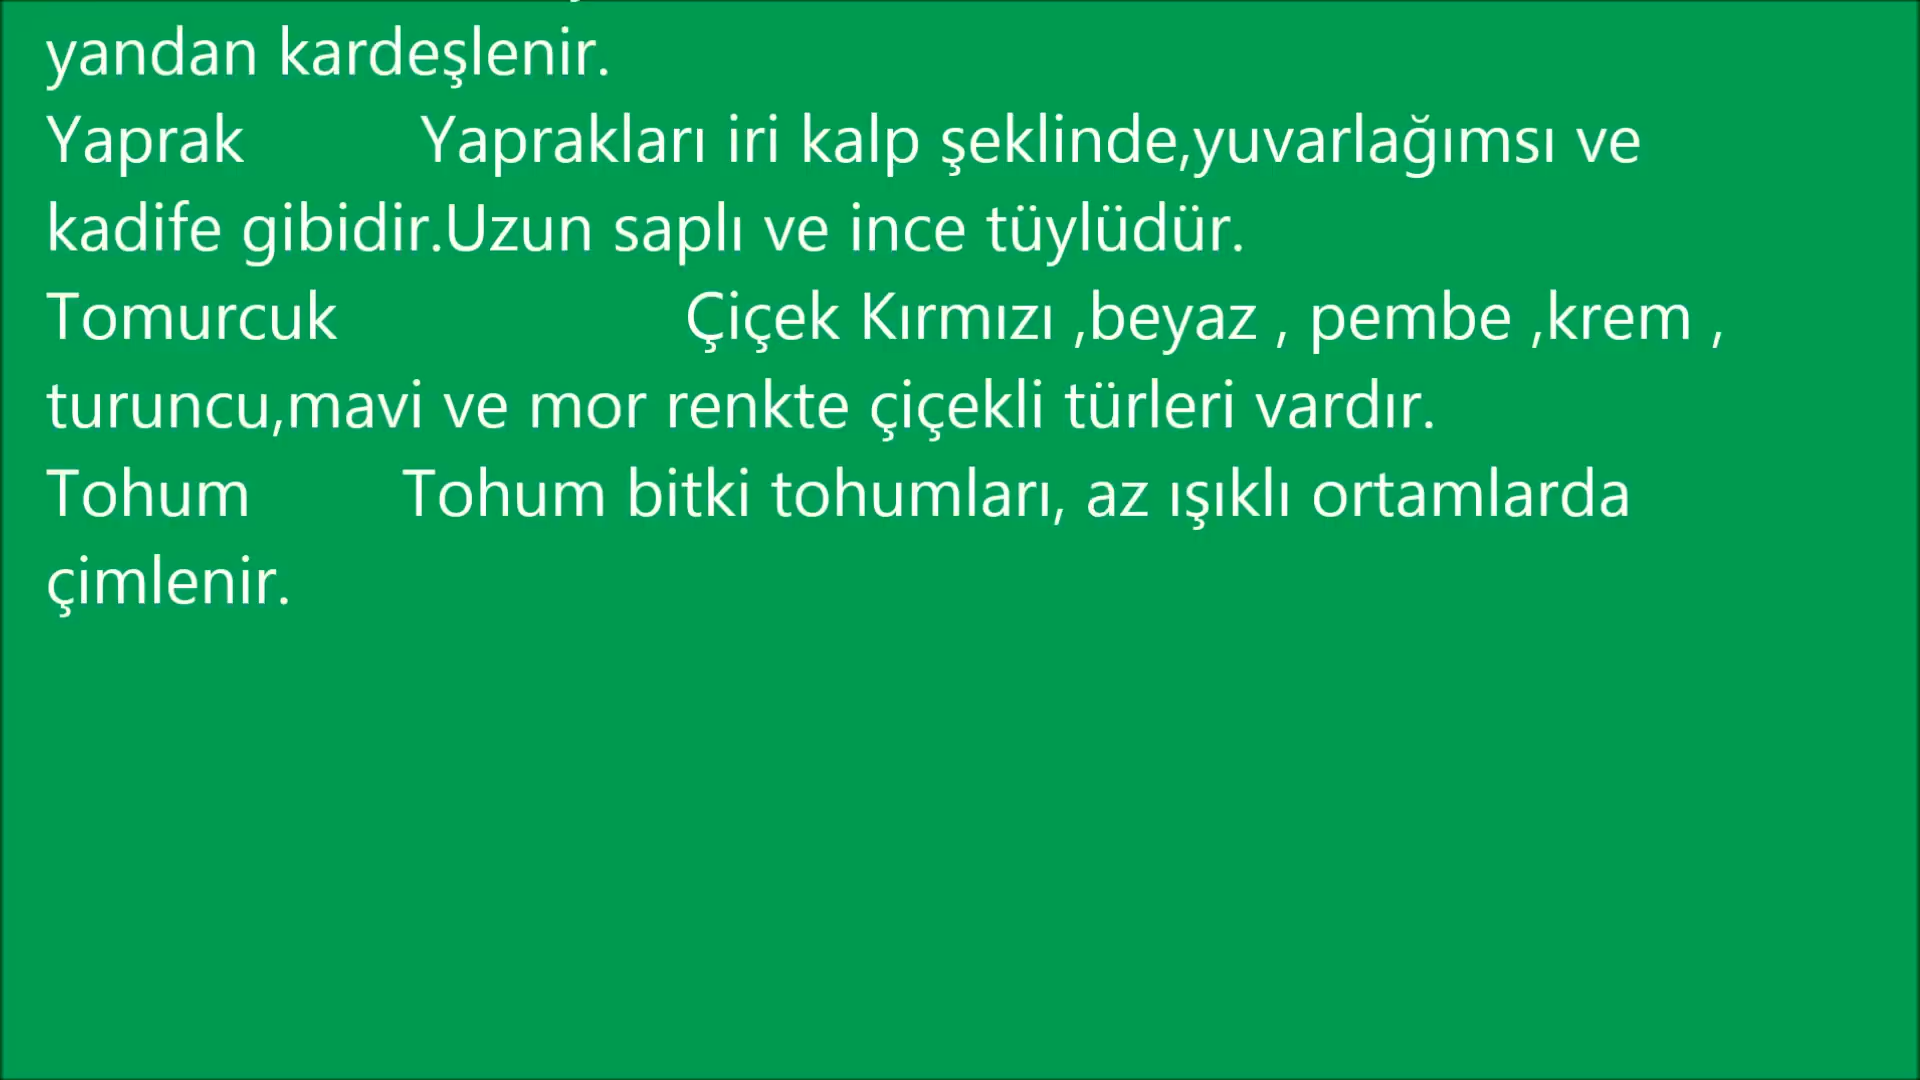 yandan kardeşlenir.
Yaprak Yaprakları iri kalp şeklinde,yuvarlağımsı ve
kadife gibidir.Uzun saplı ve ince tüylüdür.
Tomurcuk Çiçek Kırmızı ,beyaz , pembe ,krem ,
turuncu,mavi ve mor renkte çiçekli türleri vardır.
Tohum Tohum bitki tohumları, az ışıklı ortamlarda
çimlenir.